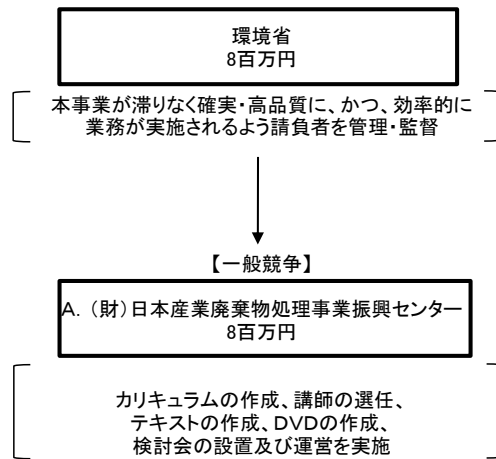 環境省
8百万円
本事業が滞りなく確実・高品質に、かつ、効率的に
業務が実施されるよう請負者を管理・監督
【一般競争】
A.（財）日本産業廃棄物処理事業振興センター
8百万円
カリキュラムの作成、講師の選任、
テキストの作成、DVDの作成、
検討会の設置及び運営を実施